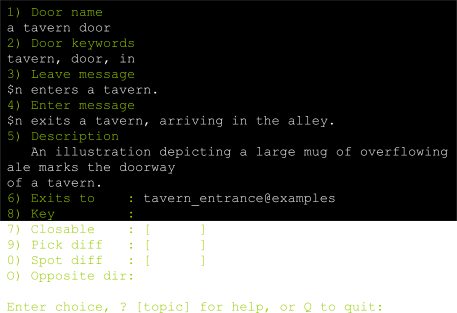 1) Door name
a tavern door
2) Door keywords
tavern, door, in
3) Leave message
$n enters a tavern.
4) Enter message
$n exits a tavern, arriving in the alley.
5) Description
   An illustration depicting a large mug of overflowing
ale marks the doorway
of a tavern.
6) Exits to    : tavern_entrance@examples
8) Key         :
7) Closable    : [      ]
9) Pick diff   : [      ]
0) Spot diff   : [      ]
O) Opposite dir:
Enter choice, ? [topic] for help, or Q to quit: